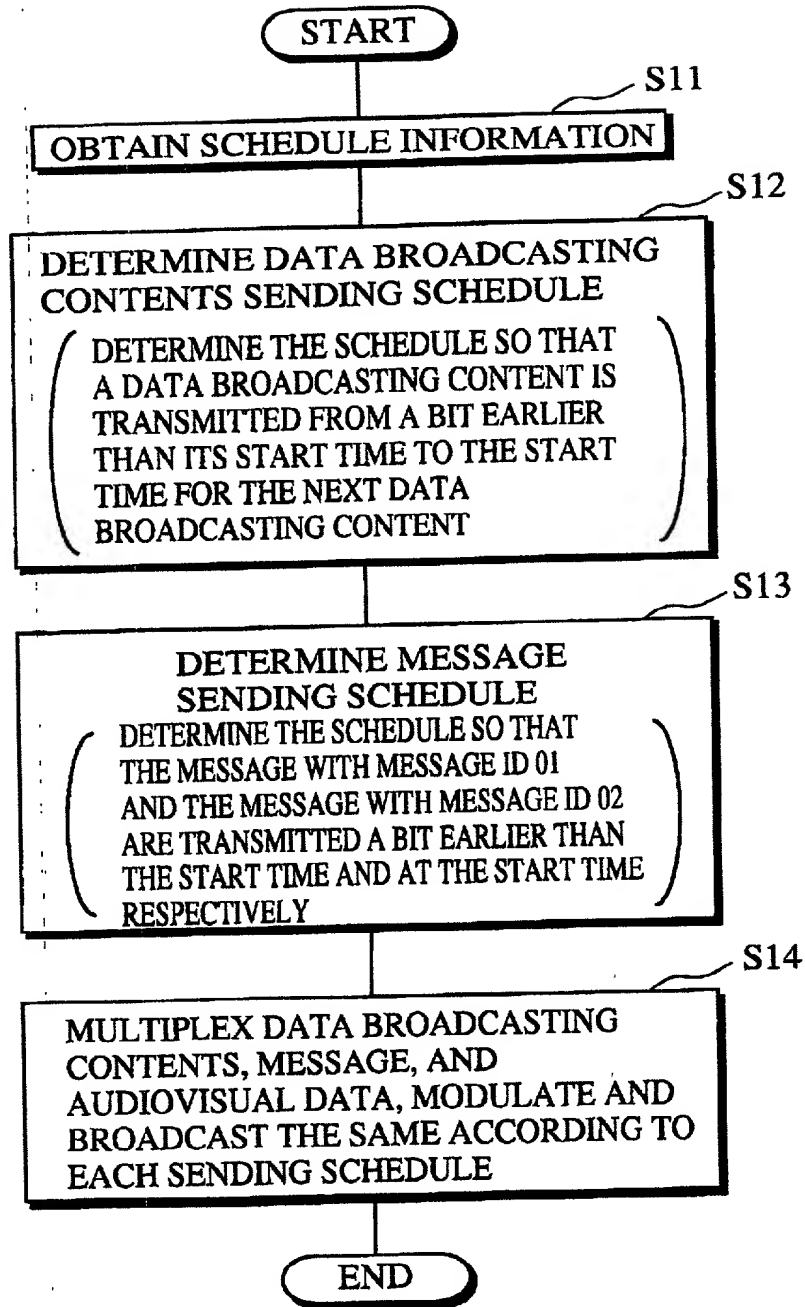 START
S11
OBTAIN SCHEDULE INFORMATION
S12
DETERMINE DATA BROADCASTING
CONTENTS SENDING SCHEDULE
DETERMINE THE SCHEDULE SO THAT
A DATA BROADCASTING CONTENT IS
TRANSMITTED FROM A BIT EARLIER
THAN ITS START TIME TO THE START
TIME FOR THE NEXT DATA
BROADCASTING CONTENT
S13
DETERMINE MESSAGE
SENDING SCHEDULE
DETERMINE THE SCHEDULE SO THAT
THE MESSAGE WITH MESSAGE ID 01
AND THE MESSAGE WITH MESSAGE ID 02
ARE TRANSMITTED A BIT EARLIER THAN
THE START TIME AND AT THE START TIME
RESPECTIVELY
S14
MULTIPLEX DATA BROADCASTING
CONTENTS, MESSAGE, AND
AUDIOVISUAL DATA, MODULATE AND
BROADCAST THE SAME ACCORDING TO
EACH SENDING SCHEDULE
END